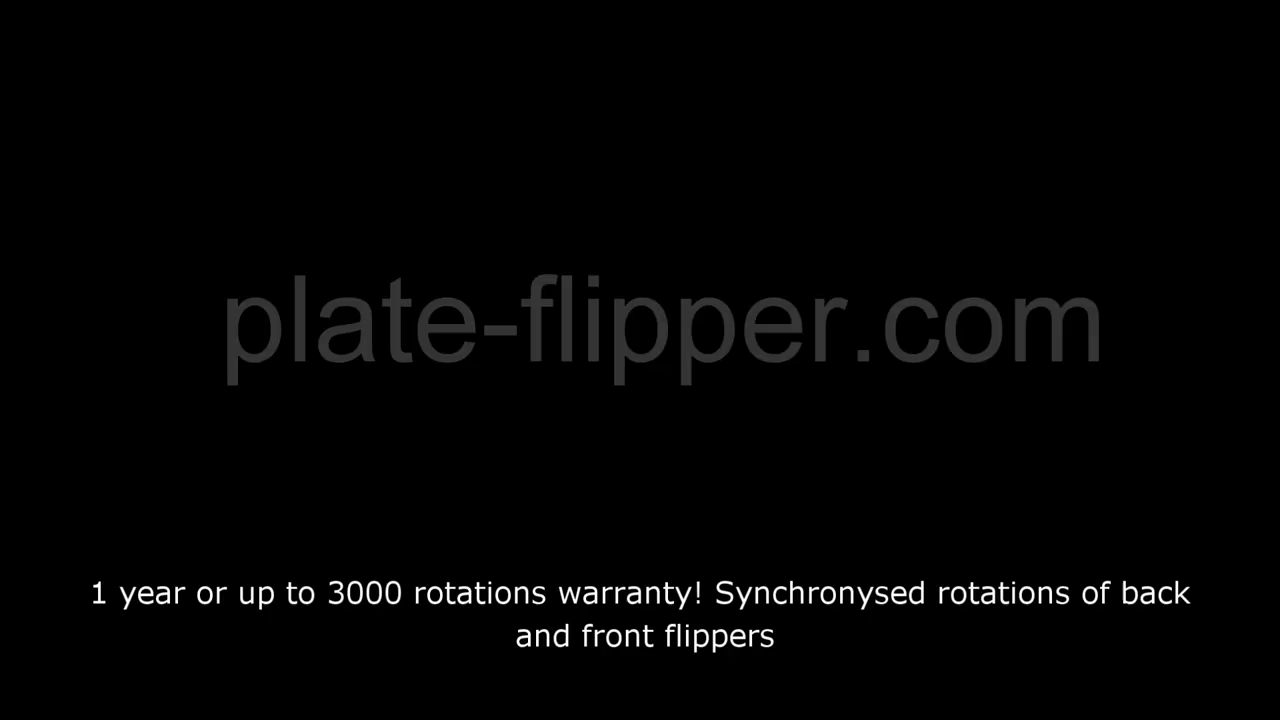 plate-flipper.com
1 year or up to 3000 rotations warranty! Synchronysed rotations of back
and front flippers